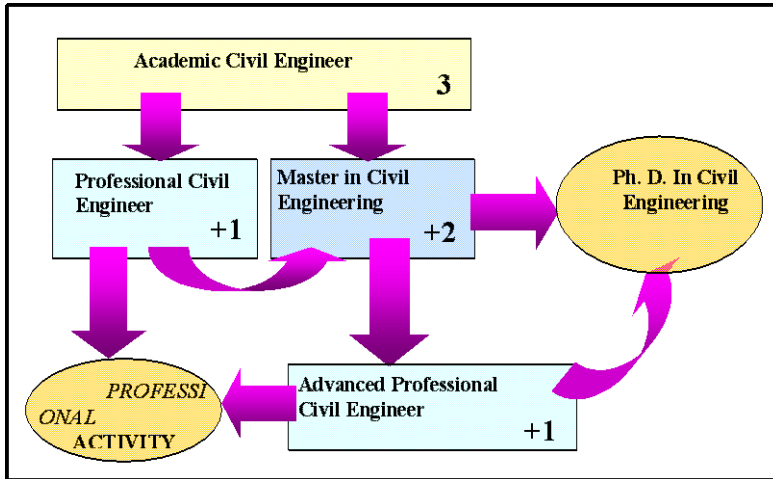 Academic Civil Engineer
3
Professional Civil
Engineer
+1
Master in Civil
Engineering
+2
Ph. D. In Civil
Engineering
PROFESSI
ONAL
ACTIVITY
Advanced Professional
Civil Engineer
+1